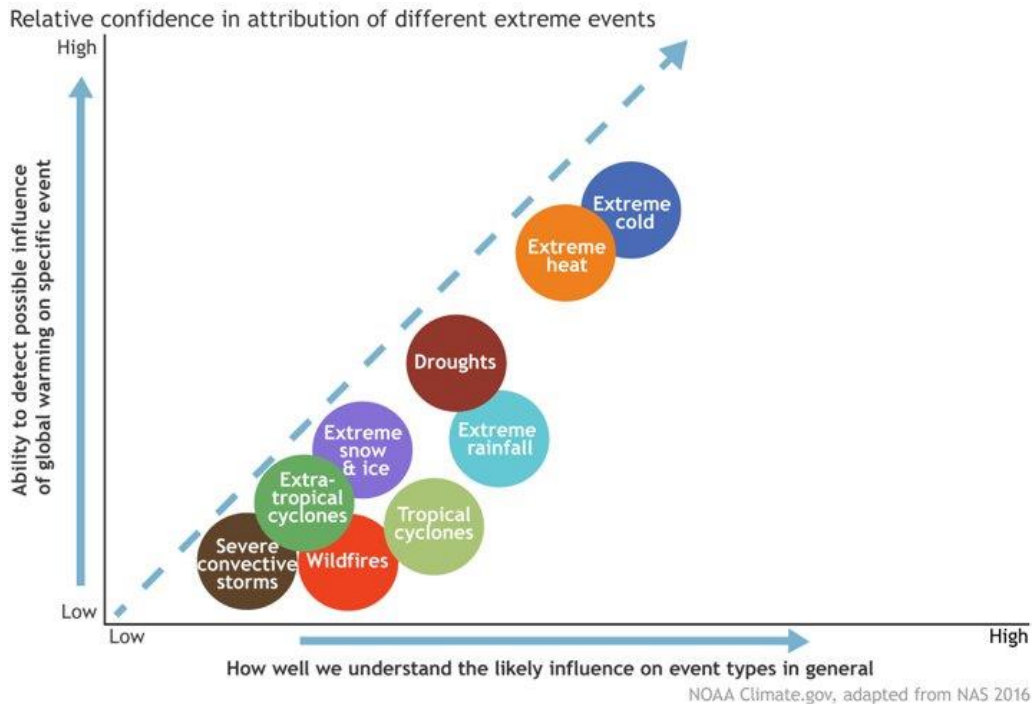 Relative confidence in attribution of different extreme events
High
Ability to detect possible influence
of global warming on specific event
Extreme
cold
Extreme
heat
Droughts
Extreme
rainfall
Extreme
snow
& ice
Extra-
tropical
cyclones
Tropical
cyclones
Severe
convective
storms
Wildfires
Low
Low
High
How well we understand the likely influence on event types in general
NOAA Climate.gov, adapted from NAS 2016